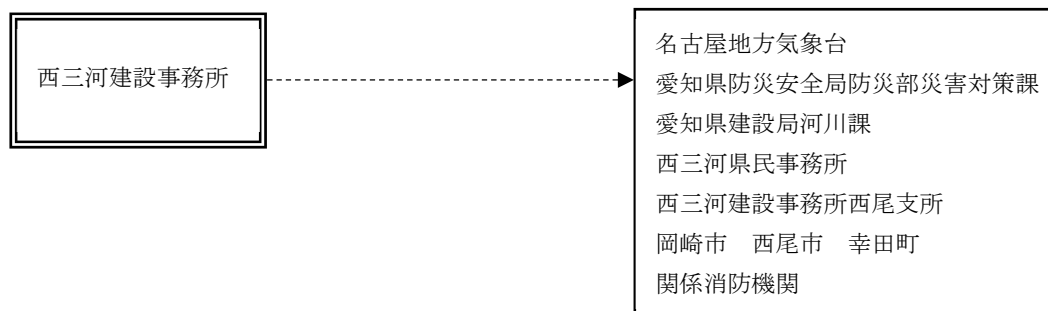 西三河建設事務所
名古屋地方気象台
愛知県防災安全局防災部災害対策課
愛知県建設局河川課
西三河県民事務所
西三河建設事務所西尾支所
岡崎市　西尾市　幸田町
関係消防機関